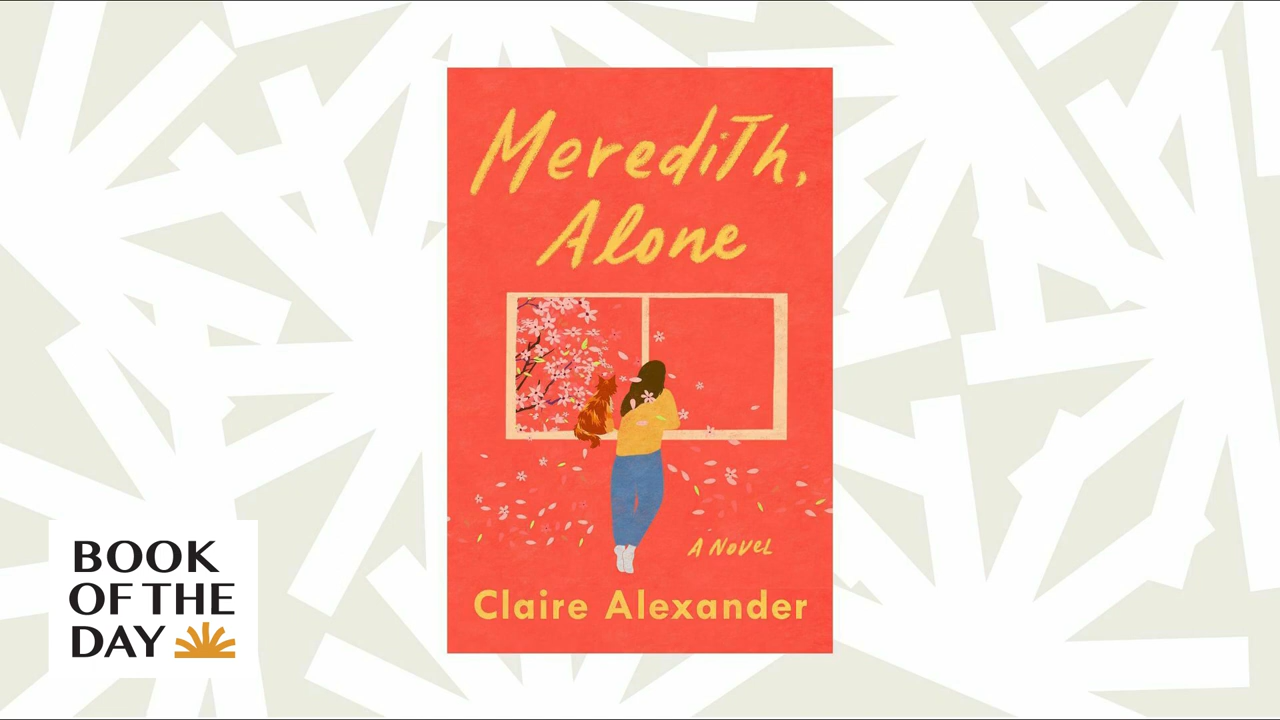 Meredith,
Alone
A Novel
Claire Alexander
BOOK
OF THE
DAY